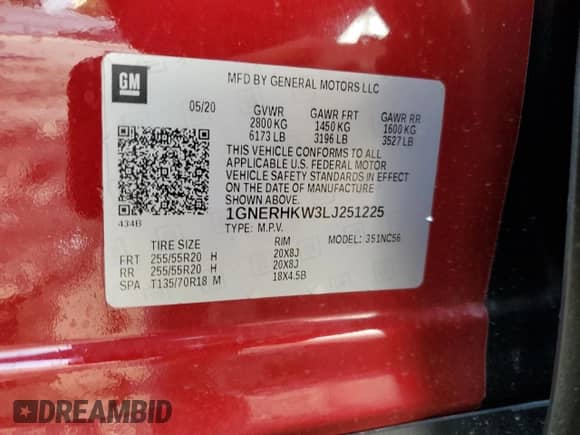 GM
MFD BY GENERAL MOTORS LLC
05/20 GVWR GAWR FRT GAWR RR
2800 KG 1450 KG 1600 KG
6173 LB 3196 LB 3527 LB
THIS VEHICLE CONFORMS TO ALL
APPLICABLE U.S. FEDERAL MOTOR
VEHICLE SAFETY STANDARDS IN EFFECT
ON THE DATE OF MANUFACTURE
SHOWN ABOVE.
434B
1GNERHKW3LJ251225
TYPE: M.P.V. MODEL: 351NC56
TIRE SIZE RIM
FRT 255/55R20 H 20X8J
RR 255/55R20 H 20X8J
SPA T135/70R18 M 18X4.5B
DREAMBID